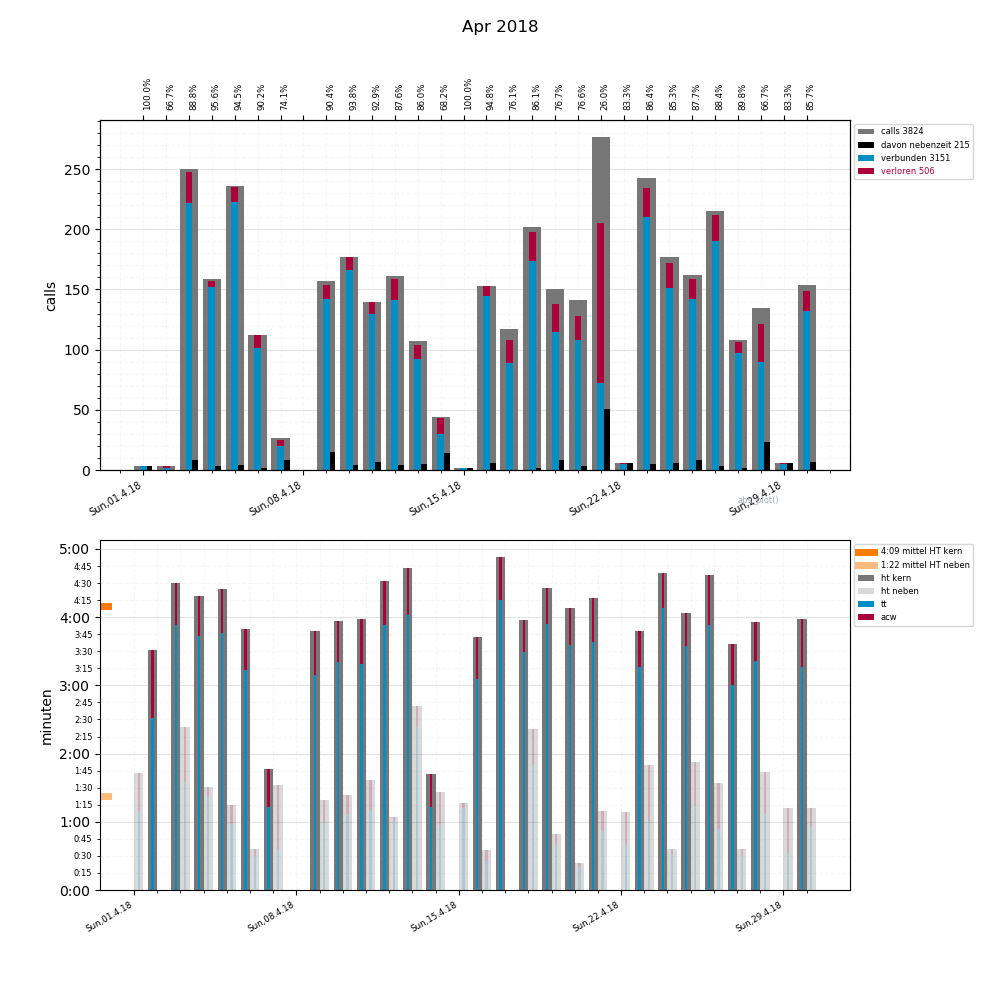 Apr 2018
100.0% 66.7% 88.8% 95.6% 94.5% 90.2% 74.1% 90.4% 93.8% 92.9% 87.6% 86.0% 68.2% 100.0% 94.8% 76.1% 86.1% 76.7% 76.6% 26.0% 83.3% 86.4% 85.3% 87.7% 88.4% 89.8% 66.7% 83.3% 85.7%
calls 3824
davon nebenzeit 215
verbunden 3151
verloren 506
calls
250
200
150
100
50
0
Sun,01.4.18 Sun,08.4.18 Sun,15.4.18 Sun,22.4.18 Sun,29.4.18
4:09 mittel HT kern
1:22 mittel HT neben
ht kern
ht neben
tt
acw
minuten
5:00
4:45
4:30
4:15
4:00
3:45
3:30
3:15
3:00
2:45
2:30
2:15
2:00
1:45
1:30
1:15
1:00
0:45
0:30
0:15
0:00
Sun,01.4.18 Sun,08.4.18 Sun,15.4.18 Sun,22.4.18 Sun,29.4.18